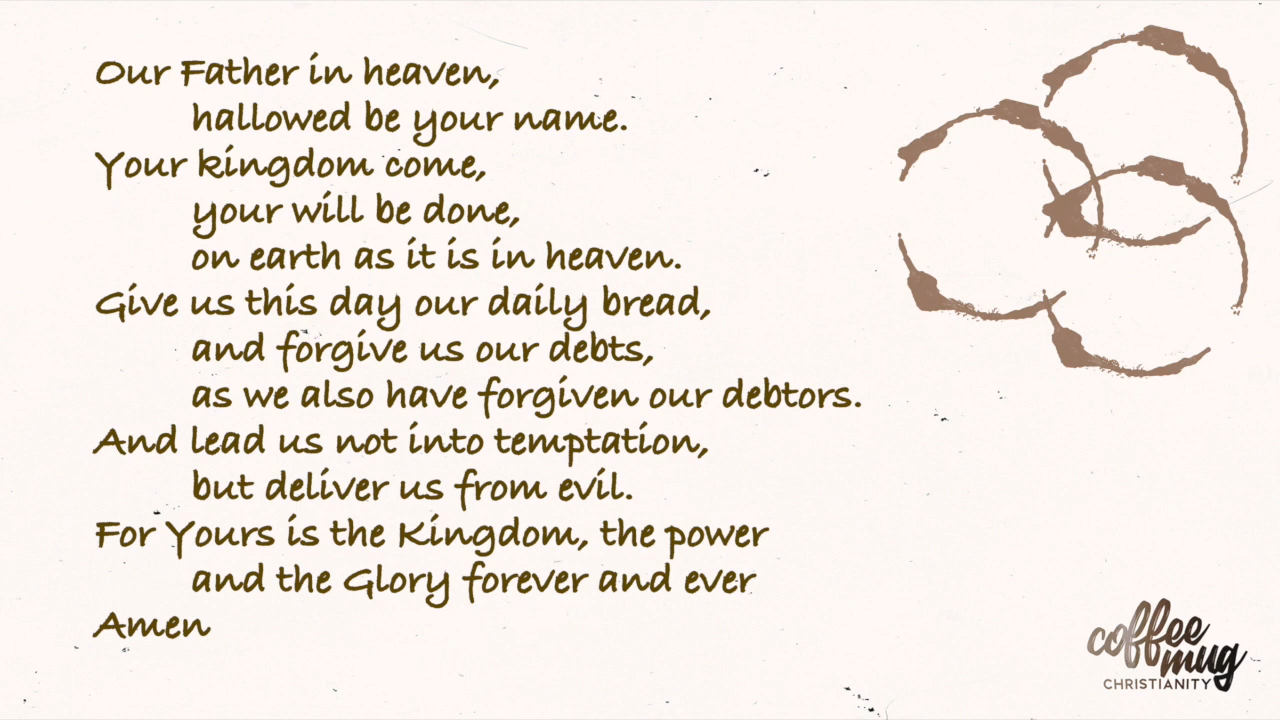 Our Father in heaven,
hallowed be your name.
Your kingdom come,
your will be done,
on earth as it is in heaven.
Give us this day our daily bread,
and forgive us our debts,
as we also have forgiven our debtors.
And lead us not into temptation,
but deliver us from evil.
For Yours is the Kingdom, the power
and the Glory forever and ever
Amen
coffee
mug
CHRISTIANITY